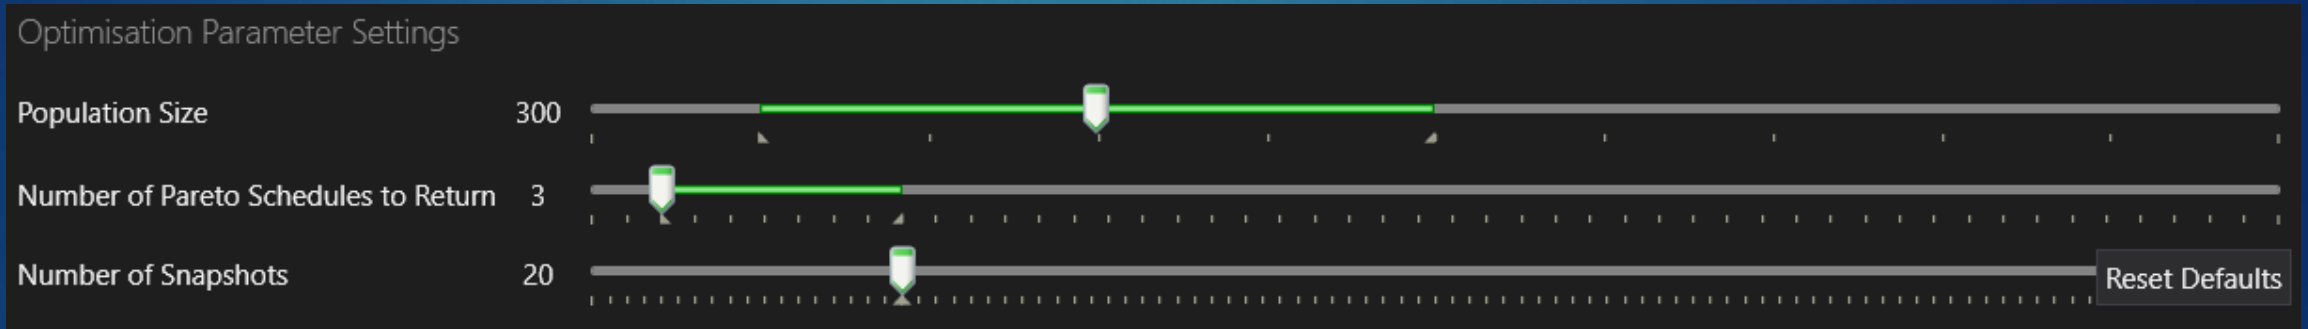 Optimisation Parameter Settings
Population Size 300
Number of Pareto Schedules to Return 3
Number of Snapshots 20
Reset Defaults